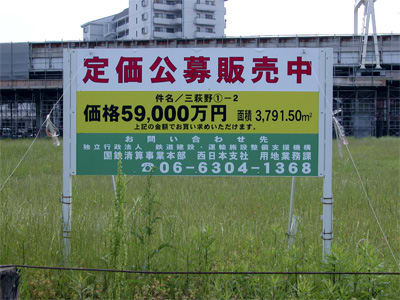 定価公募販売中
件名／三萩野①－2
価格59,000万円 面積 3,791.50㎡
上記の金額でお買い求めいただけます。
お問い合わせ先
独立行政法人 鉄道建設・運輸施設整備支援機構
国鉄清算事業本部 西日本支社 用地業務課
☎06-6304-1368